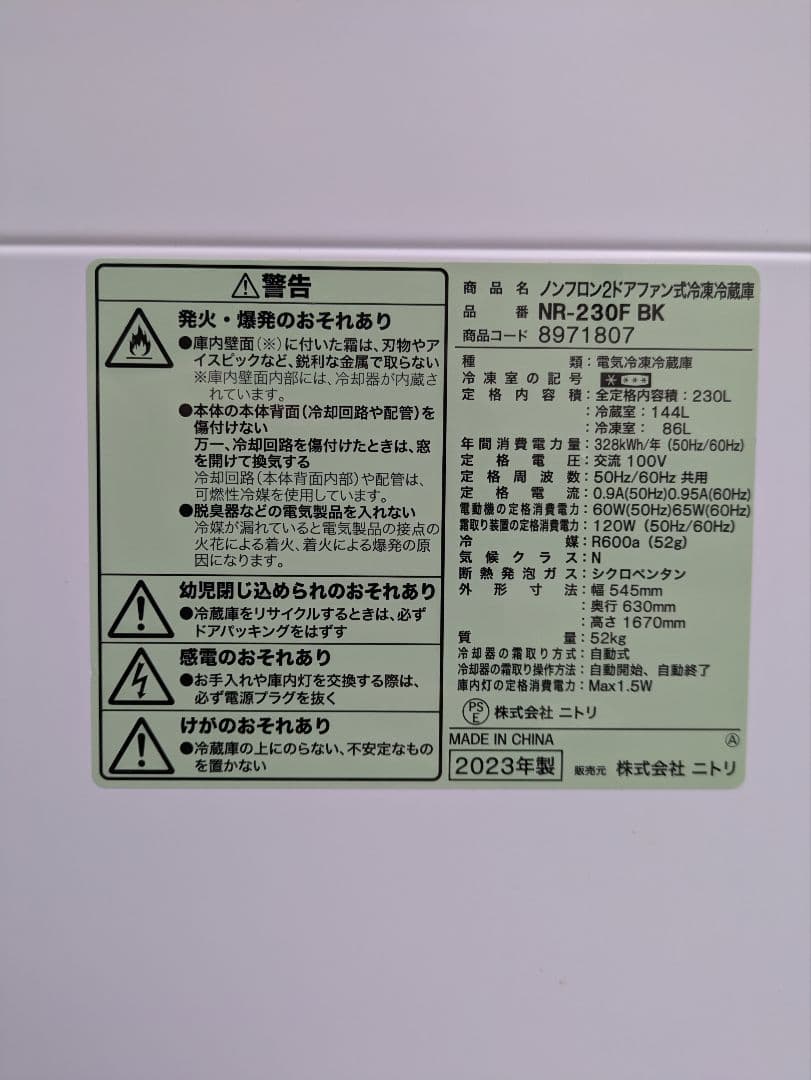 ⚠警告
発火・爆発のおそれあり
●庫内壁面(※)に付いた霜は、刃物やア
イスピックなど、鋭利な金属で取らない
※庫内壁面内部には、冷却器が内蔵さ
れています。
●本体の本体背面(冷却回路や配管)を
傷付けない
万一、冷却回路を傷付けたときは、窓
を開けて換気する
冷却回路(本体背面内部)や配管は、
可燃性冷媒を使用しています。
●脱臭器などの電気製品を入れない
冷媒が漏れていると電気製品の接点の
火花による着火、着火による爆発の原
因になります。
幼児閉じ込められのおそれあり
●冷蔵庫をリサイクルするときは、必ず
ドアパッキングをはずす
感電のおそれあり
●お手入れや庫内灯を交換する際は、
必ず電源プラグを抜く
けがのおそれあり
●冷蔵庫の上にのらない、不安定なもの
を置かない
商品名 ノンフロン2ドアファン式冷凍冷蔵庫
品番 NR-230F BK
商品コード 8971807
種類：電気冷凍冷蔵庫
冷凍室の記号 ＊***
定格内容積：全定格内容積：230L
：冷蔵室：144L
：冷凍室： 86L
年間消費電力量：328kWh/年 (50Hz/60Hz)
定格電圧：交流 100V
定格周波数：50Hz/60Hz 共用
定格電流：0.9A(50Hz)0.95A(60Hz)
電動機の定格消費電力：60W(50Hz)65W(60Hz)
霜取り装置の定格消費電力：120W (50Hz/60Hz)
冷媒：R600a (52g)
気候クラス：N
断熱発泡ガス：シクロペンタン
外形寸法：幅 545mm
：奥行 630mm
：高さ 1670mm
質量：52kg
冷却器の霜取り方式：自動式
冷却器の霜取り操作方法：自動開始、自動終了
庫内灯の定格消費電力：Max1.5W
PSE 株式会社 ニトリ
MADE IN CHINA Ⓐ
2023年製 販売元 株式会社 ニトリ